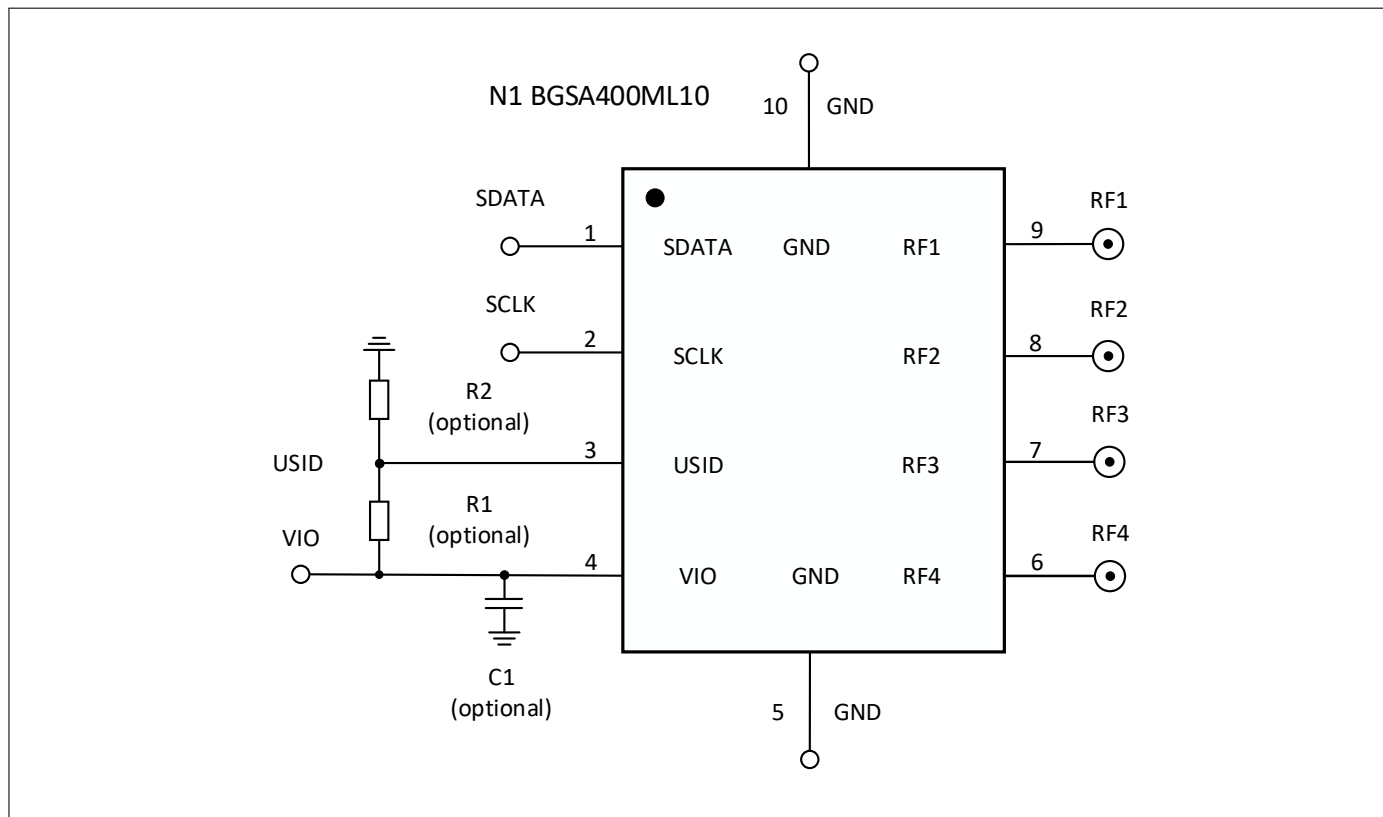 N1 BGSA400ML10
10 GND
SDATA
RF1
1
SDATA GND RF1
9
SCLK
RF2
2
SCLK
RF2
8
R2
(optional)
RF3
USID
3
USID
RF3
7
R1
(optional)
VIO
RF4
4
VIO GND RF4
6
C1
(optional)
5 GND